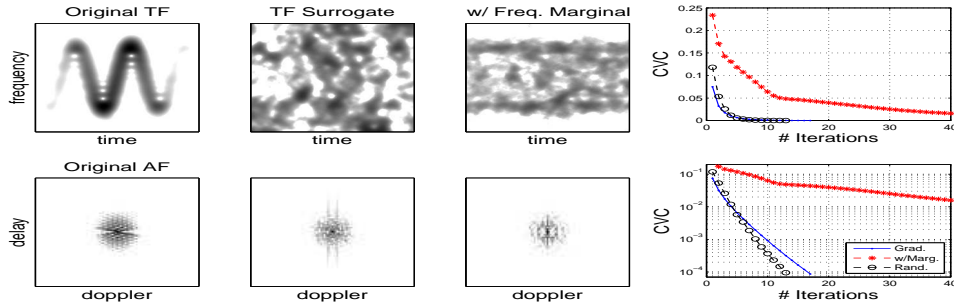 Original TF
TF Surrogate
w/ Freq. Marginal
frequency
time
time
time
CVC
0.25
0.2
0.15
0.1
0.05
0
0 10 20 30 40
# Iterations
Original AF
delay
doppler
doppler
doppler
CVC
10^-1
10^-2
10^-3
10^-4
0 10 20 30 40
# Iterations
Grad.
w/Marg.
Rand.